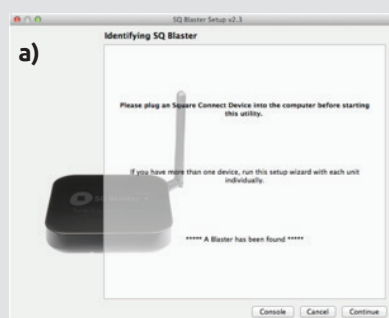 SQ Blaster Setup v2.3
Identifying SQ Blaster
a)
Please plug an Square Connect Device into the computer before starting
this utility.
If you have more than one device, run this setup wizard with each unit
individually.
SQ Blaster
***** A Blaster has been found *****
Console Cancel Continue